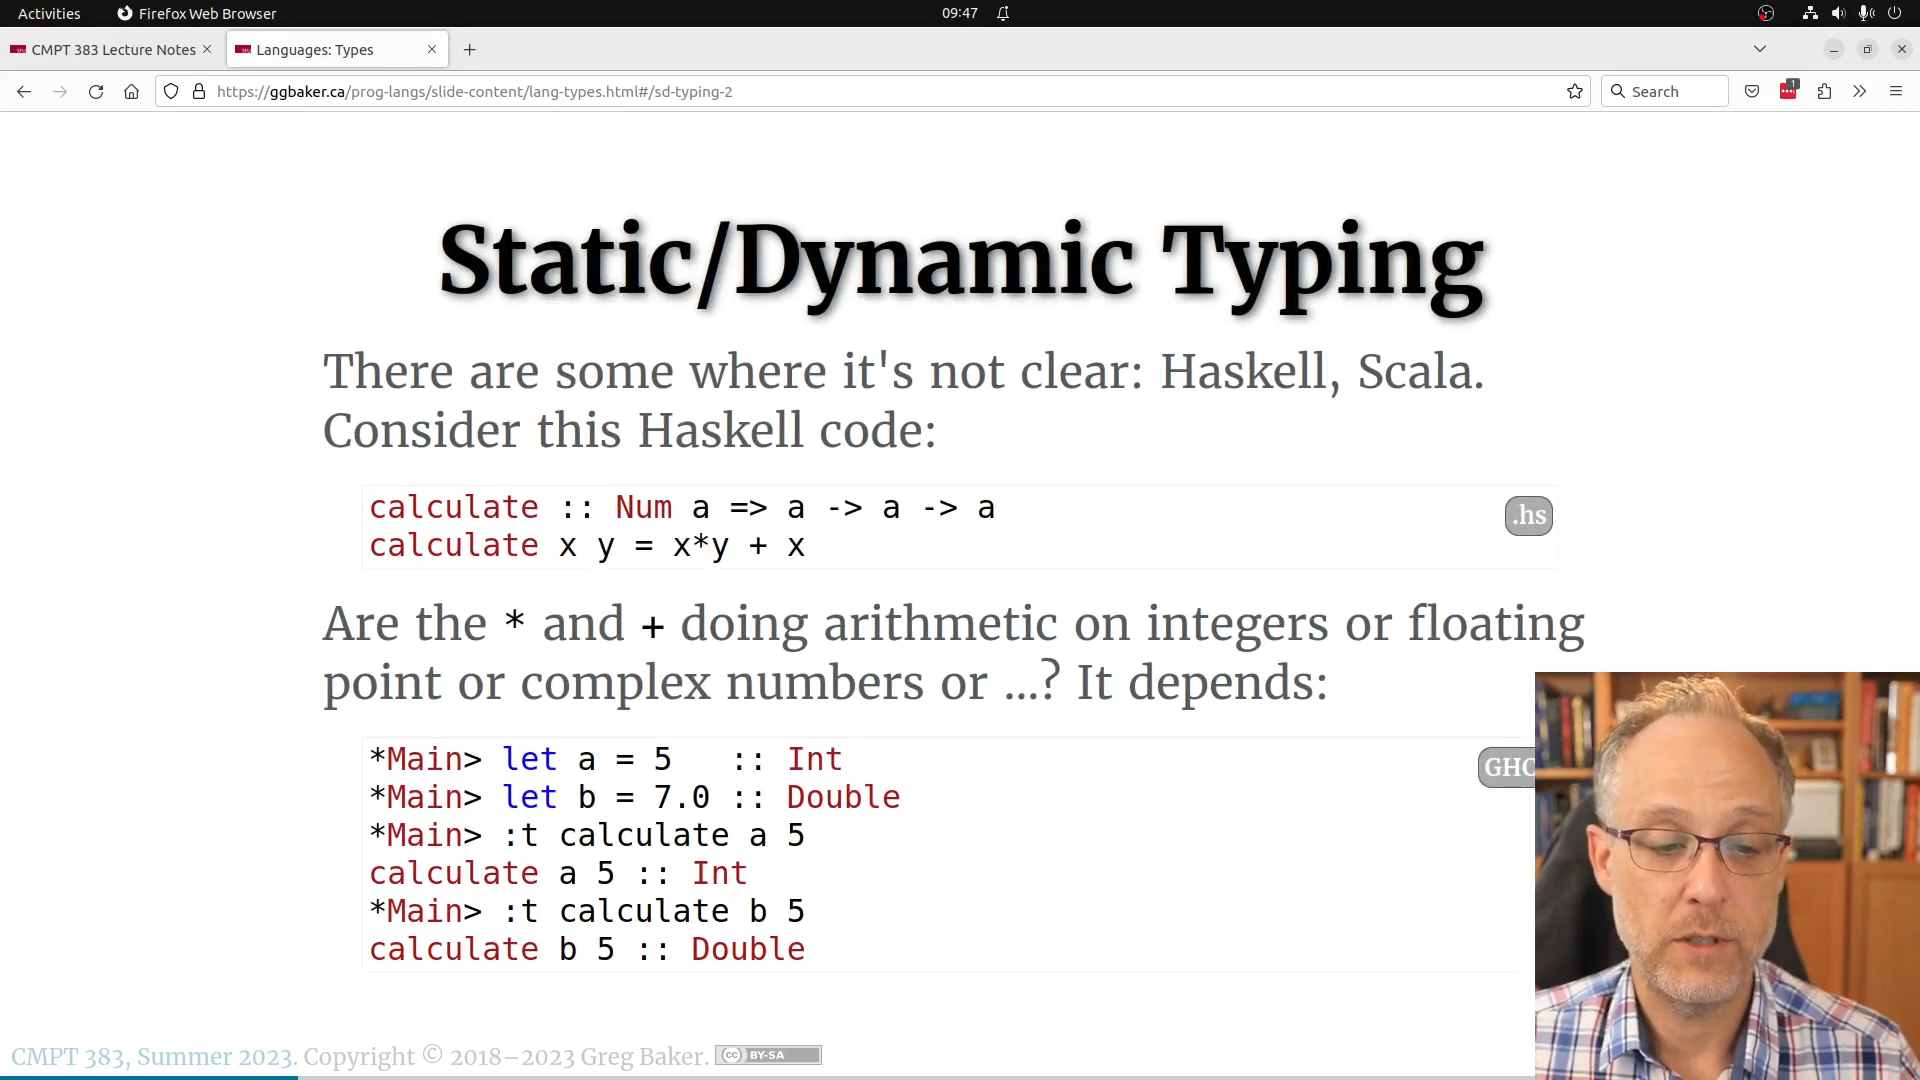 Activities
Firefox Web Browser
09:47
CMPT 383 Lecture Notes
Languages: Types
https://ggbaker.ca/prog-langs/slide-content/lang-types.html#/sd-typing-2
Search
1
Static/Dynamic Typing
There are some where it's not clear: Haskell, Scala.
Consider this Haskell code:
calculate :: Num a => a -> a -> a
.hs
calculate x y = x*y + x
Are the * and + doing arithmetic on integers or floating
point or complex numbers or …? It depends:
*Main> let a = 5   :: Int
GHC
*Main> let b = 7.0 :: Double
*Main> :t calculate a 5
calculate a 5 :: Int
*Main> :t calculate b 5
calculate b 5 :: Double
CMPT 383, Summer 2023. Copyright © 2018–2023 Greg Baker.
cc BY-SA